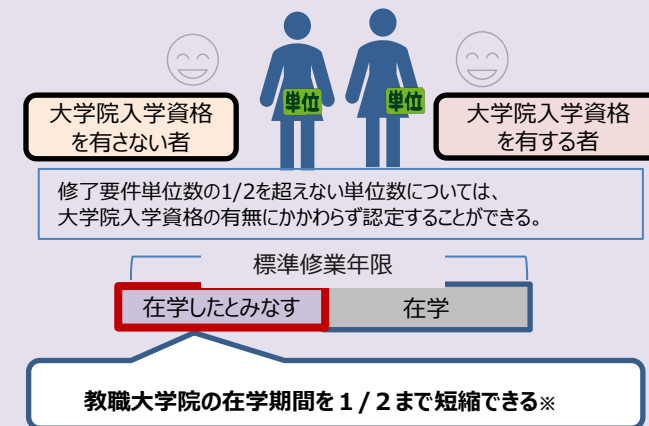 単位
単位
大学院入学資格
を有さない者
大学院入学資格
を有する者
修了要件単位数の1/2を超えない単位数については、
大学院入学資格の有無にかかわらず認定することができる。
標準修業年限
在学したとみなす
在学
教職大学院の在学期間を１/２まで短縮できる※